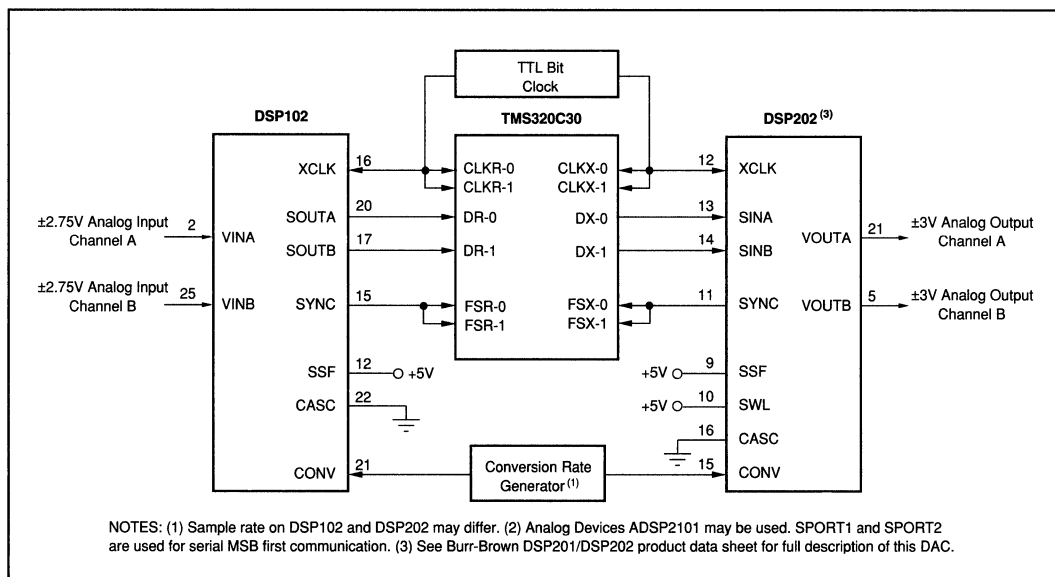 TTL Bit
Clock
DSP102
TMS320C30
DSP202 (3)
XCLK
16
CLKR-0
CLKR-1
CLKX-0
CLKX-1
12
XCLK
±2.75V Analog Input
Channel A
2
VINA
SOUTA
20
DR-0
DX-0
13
SINA
SOUTB
17
DR-1
DX-1
14
SINB
VOUTA
21
±3V Analog Output
Channel A
±2.75V Analog Input
Channel B
25
VINB
SYNC
15
FSR-0
FSR-1
FSX-0
FSX-1
11
SYNC
VOUTB
5
±3V Analog Output
Channel B
SSF
12
+5V
+5V
9
SSF
CASC
22
+5V
10
SWL
16
CASC
CONV
21
Conversion Rate
Generator(1)
15
CONV
NOTES: (1) Sample rate on DSP102 and DSP202 may differ. (2) Analog Devices ADSP2101 may be used. SPORT1 and SPORT2
are used for serial MSB first communication. (3) See Burr-Brown DSP201/DSP202 product data sheet for full description of this DAC.